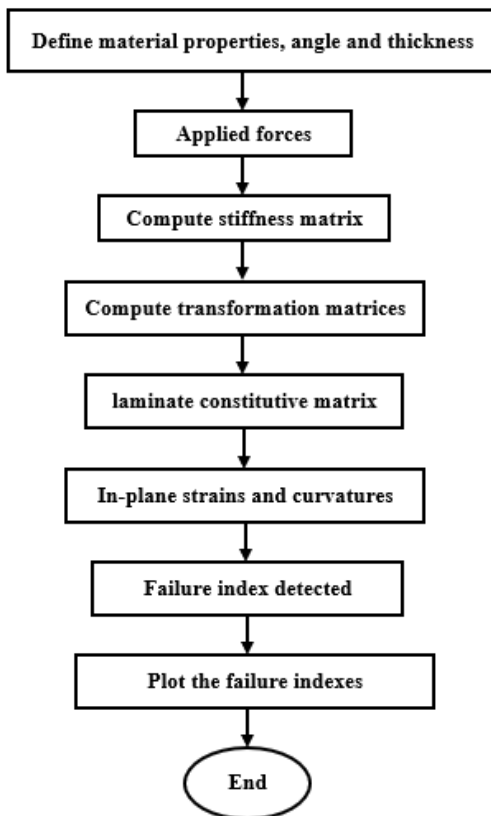 Define material properties, angle and thickness
Applied forces
Compute stiffness matrix
Compute transformation matrices
laminate constitutive matrix
In-plane strains and curvatures
Failure index detected
Plot the failure indexes
End